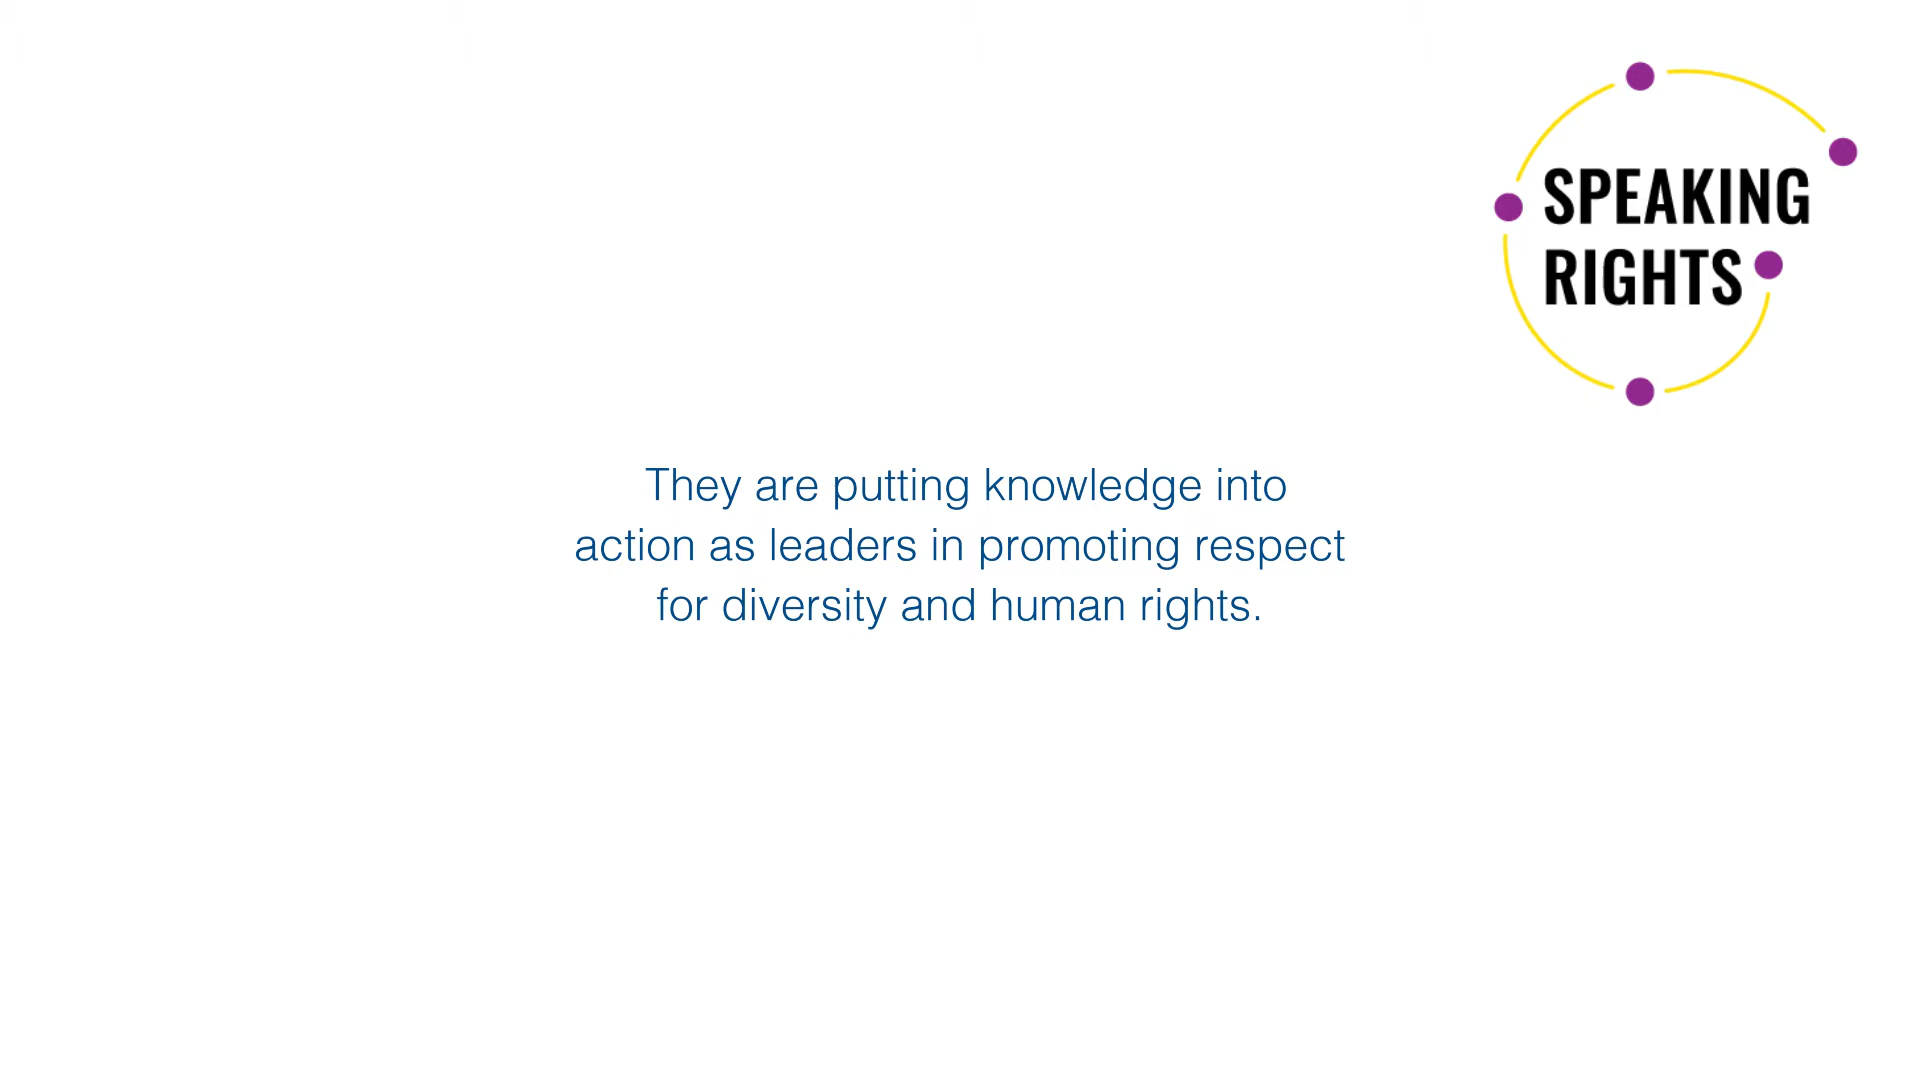 SPEAKING
RIGHTS
They are putting knowledge into
action as leaders in promoting respect
for diversity and human rights.